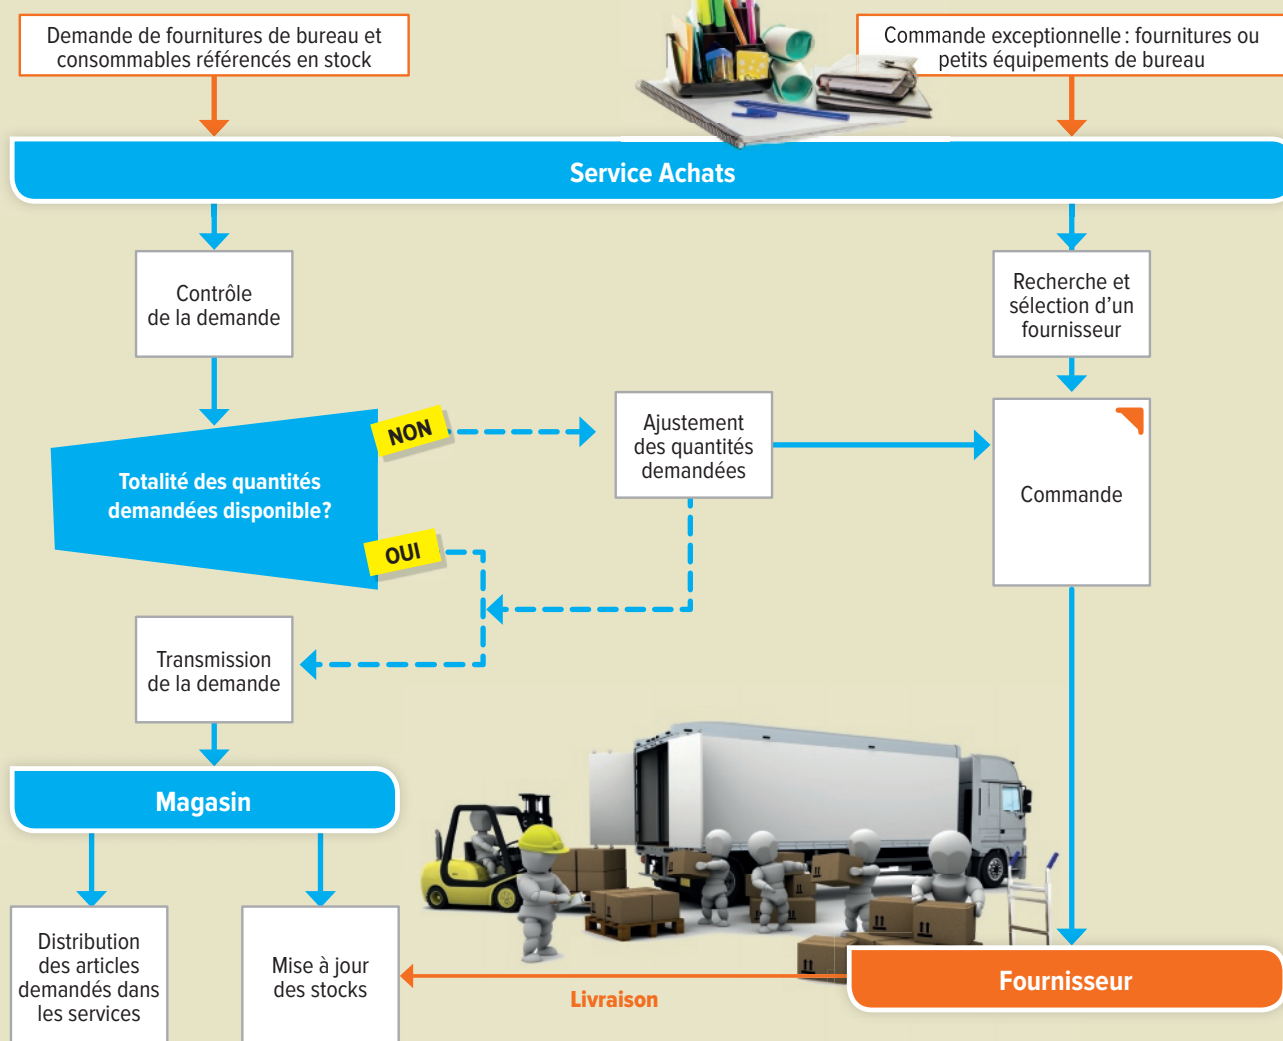 Demande de fournitures de bureau et
consommables référencés en stock
Commande exceptionnelle : fournitures ou
petits équipements de bureau
Service Achats
Contrôle
de la demande
Recherche et
sélection d’un
fournisseur
Totalité des quantités
demandées disponible ?
NON
Ajustement
des quantités
demandées
Commande
OUI
Transmission
de la demande
Magasin
Distribution
des articles
demandés dans
les services
Mise à jour
des stocks
Livraison
Fournisseur